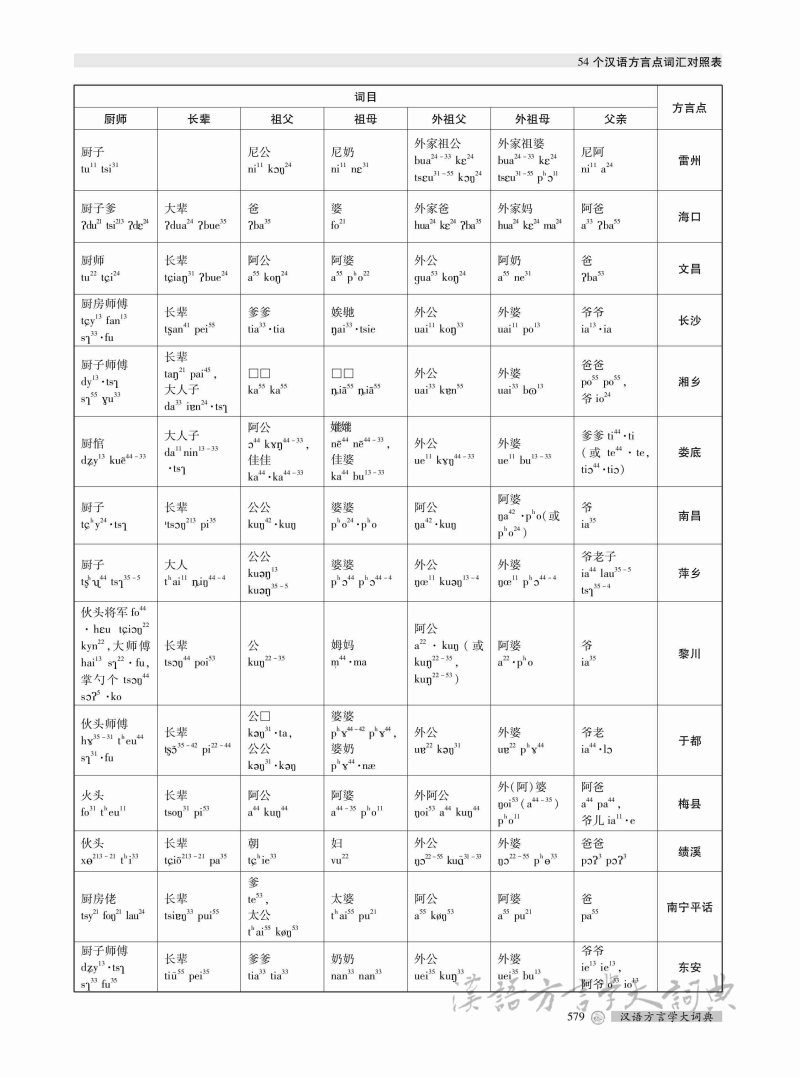 54 个汉语方言点词汇对照表
词目 方言点
厨师 长辈 祖父 祖母 外祖父 外祖母 父亲
厨子 尼公 尼奶 外家祖公 外家祖婆 尼阿 雷州
tu¹¹ tsi³¹ ni¹¹ kɔŋ²⁴ ni¹¹ nɛ³¹ bua²⁴⁻³³ kɛ²⁴ bua²⁴⁻³³ kɛ²⁴ ni¹¹ a²⁴
tsɛu³¹⁻⁵⁵ kɔŋ²⁴ tsɛu³¹⁻⁵⁵ pʰɔ¹¹
厨子爹 大辈 爸 婆 外家爸 外家妈 阿爸 海口
ʔdu²¹ tsi²¹³ ʔdɛ²⁴ ʔdua²⁴ ʔbue³⁵ ʔba³⁵ fo²¹ hua²⁴ kɛ²⁴ ʔba³⁵ hua²⁴ kɛ²⁴ ma²⁴ a³³ ʔba⁵⁵
厨师 长辈 阿公 阿婆 外公 阿奶 爸 文昌
tu²² tɕi²⁴ tɕiaŋ³¹ ʔbue²⁴ a⁵⁵ koŋ²⁴ a⁵⁵ pʰo²² ɡua⁵³ koŋ²⁴ a⁵⁵ ne³¹ ʔba⁵³
厨房师傅 长辈 爹爹 娭毑 外公 外婆 爷爷 长沙
tɕy¹³ fan¹³ tʂan⁴¹ pei⁵⁵ tia³³·tia ŋai³³·tsie uai¹¹ koŋ³³ uai¹¹ po¹³ ia¹³·ia
sɿ³³·fu
厨子师傅 长辈 □□ □□ 外公 外婆 爸爸 湘乡
dy¹³·tsɿ taŋ²¹ pai⁴⁵, ka⁵⁵ ka⁵⁵ ȵiã⁵⁵ ȵiã⁵⁵ uai³³ kɐn⁵⁵ uai³³ bɷ¹³ po⁵⁵ po⁵⁵,
sɿ⁵⁵ ɣu³³ 大人子 爷 io²⁴
da³³ iɐn²⁴·tsɿ
厨倌 大人子 阿公 𡟓𡟓 外公 外婆 爹爹 ti⁴⁴·ti 娄底
dʐy¹³ kuẽ⁴⁴⁻³³ da¹¹ nin¹³⁻³³ ɔ⁴⁴ kɤŋ⁴⁴⁻³³, nẽ⁴⁴ nẽ⁴⁴⁻³³, ue¹¹ kɤŋ⁴⁴⁻³³ ue¹¹ bu¹³⁻³³ (或 te⁴⁴·te,
·tsɿ 佳佳 佳婆 tiɔ⁴⁴·tiɔ)
ka⁴⁴·ka⁴⁴⁻³³ ka⁴⁴ bu¹³⁻³³
厨子 长辈 公公 婆婆 阿公 阿婆 爷 南昌
tɕʰy²⁴·tsɿ ˈtsɔŋ²¹³ pi³⁵ kuŋ⁴²·kuŋ pʰo²⁴·pʰo ŋa⁴²·kuŋ ŋa⁴²·pʰo(或 ia³⁵
pʰo²⁴)
厨子 大人 公公 婆婆 外公 外婆 爷老子 萍乡
tʂʰʮ⁴⁴ tsɿ³⁵⁻⁵ tʰai¹¹ ȵiŋ⁴⁴⁻⁴ kuəŋ¹³ pʰɔ⁴⁴ pʰɔ⁴⁴⁻⁴ ŋœ¹¹ kuəŋ¹³⁻⁴ ŋœ¹¹ pʰɔ⁴⁴⁻⁴ ia⁴⁴ lau³⁵⁻⁵
kuəŋ³⁵⁻⁵ tsɿ³⁵⁻⁴
伙头将军 fo⁴⁴ 长辈 公 姆妈 阿公 阿婆 爷 黎川
·hɛu tɕiɔŋ²² tsɔŋ⁴⁴ poi⁵³ kuŋ²²⁻³⁵ m̩⁴⁴·ma a²²·kuŋ (或 a²²·pʰo ia³⁵
kyn²²,大师傅 kuŋ²²⁻³⁵,
hai¹³ sɿ²²·fu, kuŋ²²⁻⁵³)
掌勺个 tsɔŋ⁴⁴
sɔʔ⁵·ko
伙头师傅 长辈 公□ 婆婆 外公 外婆 爷老 于都
hɤ³⁵⁻³¹ tʰeu⁴⁴ tʂɔ̃³⁵⁻⁴² pi²²⁻⁴⁴ kəŋ³¹·ta, pʰɤ⁴⁴⁻⁴² pʰɤ⁴⁴, uɐ²² kəŋ³¹ uɐ²² pʰɤ⁴⁴ ia⁴⁴·lɔ
sɿ³¹·fu 公公 婆奶
kəŋ³¹·kəŋ pʰɤ⁴⁴·næ
火头 长辈 阿公 阿婆 外阿公 外(阿)婆 阿爸 梅县
fo³¹ tʰeu¹¹ tsoŋ³¹ pi⁵³ a⁴⁴ kuŋ⁴⁴ a⁴⁴⁻³⁵ pʰo¹¹ ŋoi⁵³ a⁴⁴ kuŋ⁴⁴ ŋoi⁵³(a⁴⁴⁻³⁵) a⁴⁴ pa⁴⁴,
pʰo¹¹ 爷儿 ia¹¹·e
伙头 长辈 朝 妇 外公 外婆 爸爸 绩溪
xɵ²¹³⁻²¹ tʰi³³ tɕiõ²¹³⁻²¹ pa³⁵ tɕʰie³³ vu²² ŋɔ²²⁻⁵⁵ kuɑ̃³¹⁻³³ ŋɔ²²⁻⁵⁵ pʰɵ³³ pɔʔ³ pɔʔ³
厨房佬 长辈 爹 太婆 阿公 阿婆 爸 南宁平话
tsy²¹ foŋ²¹ lau²⁴ tsiɐŋ³³ pui⁵⁵ te⁵³, tʰai⁵⁵ pu²¹ a⁵⁵ køŋ⁵³ a⁵⁵ pu²¹ pa⁵⁵
太公
tʰai⁵⁵ køŋ⁵³
厨子师傅 长辈 爹爹 奶奶 外公 外婆 爷爷 东安
dʐy¹³·tsɿ tiũ⁵⁵ pei³⁵ tia³³ tia³³ nan³³ nan³³ uei³⁵ kuŋ³³ uei³⁵ bu¹³ ie¹³ ie¹³,
sɿ³³ fu³⁵ 阿爷 o³³ io¹³
漢語方言學大詞典
579 汉语方言学大词典